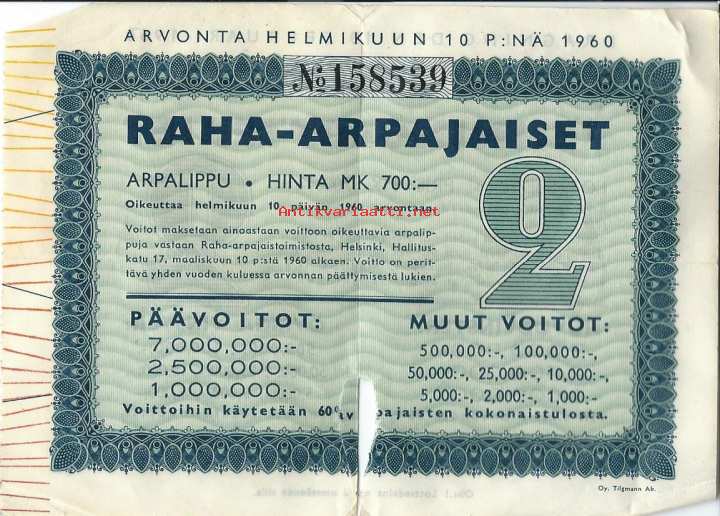 ARVONTA HELMIKUUN 10 P:NÄ 1960
№ 158539
RAHA-ARPAJAISET
ARPALIPPU • HINTA MK 700:—
Oikeuttaa helmikuun 10 päivän 1960 arvontaan.
Antikvariaatti.net
Voitot maksetaan ainoastaan voittoon oikeuttavia arpalip-
puja vastaan Raha-arpajaistoimistosta, Helsinki, Hallitus-
katu 17, maaliskuun 10 p:stä 1960 alkaen. Voitto on perit-
tävä yhden vuoden kuluessa arvonnan päättymisestä lukien.
2
PÄÄVOITOT:
7,000,000:-
2,500,000:-
1,000,000:-
MUUT VOITOT:
500,000:-, 100,000:-,
50,000:-, 25,000:-, 10,000:-,
5,000:-, 2,000:-, 1,000:-
Voittoihin käytetään 60% pajaisten kokonaistulosta.
Oy. Tilgmann Ab.